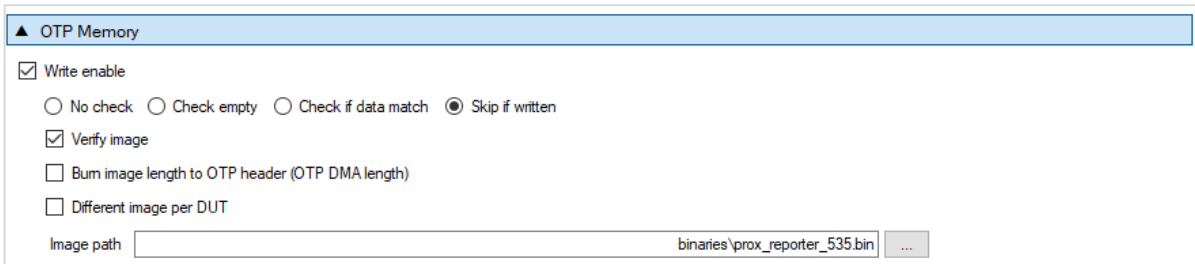 OTP Memory
Write enable
No check Check empty Check if data match Skip if written
Verify image
Burn image length to OTP header (OTP DMA length)
Different image per DUT
Image path binaries\prox_reporter_535.bin ...